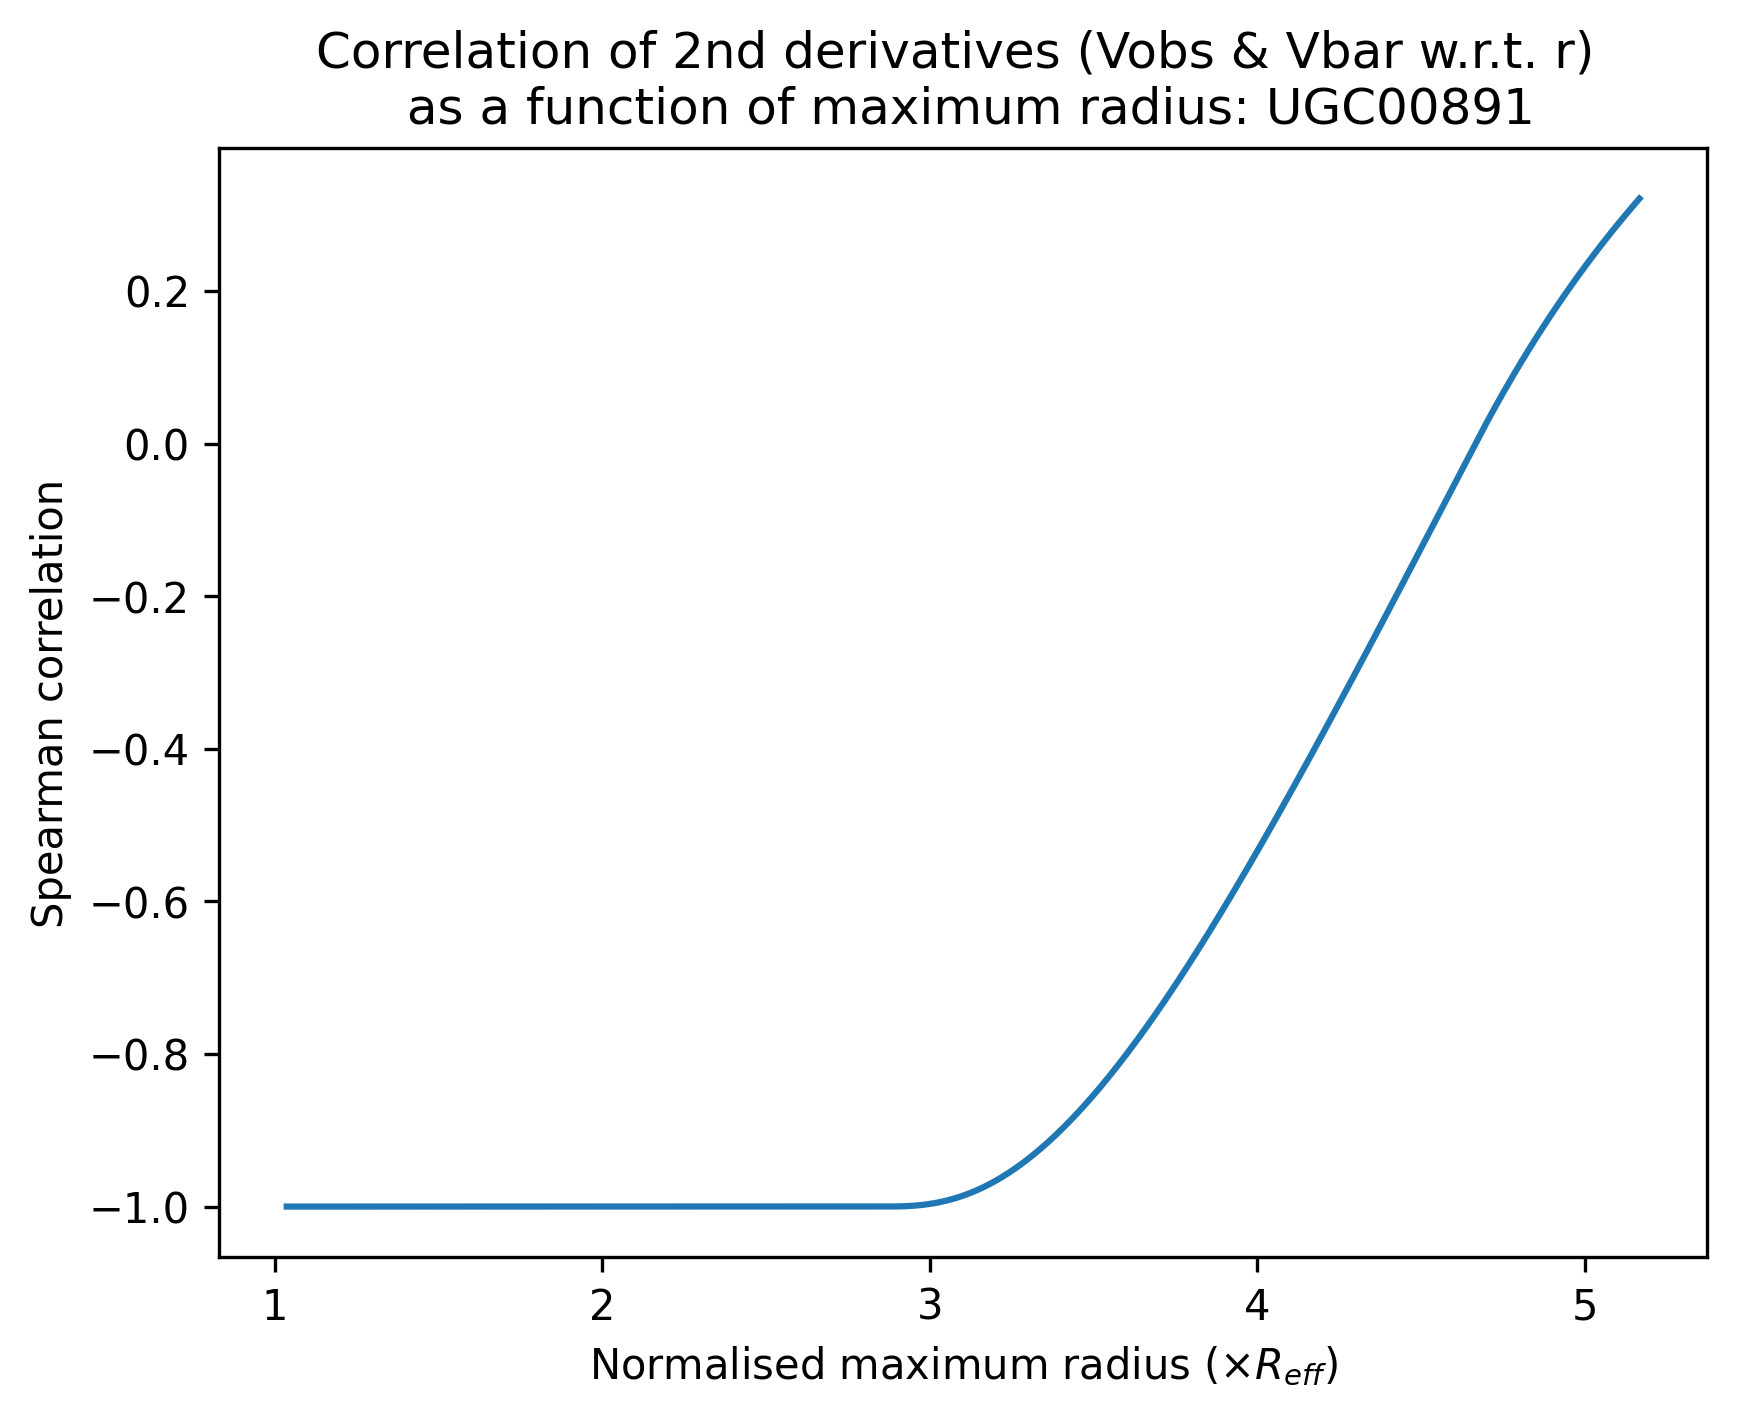 Correlation of 2nd derivatives (Vobs & Vbar w.r.t. r)
as a function of maximum radius: UGC00891
Spearman correlation
0.2
0.0
−0.2
−0.4
−0.6
−0.8
−1.0
1 2 3 4 5
Normalised maximum radius (×R_eff)